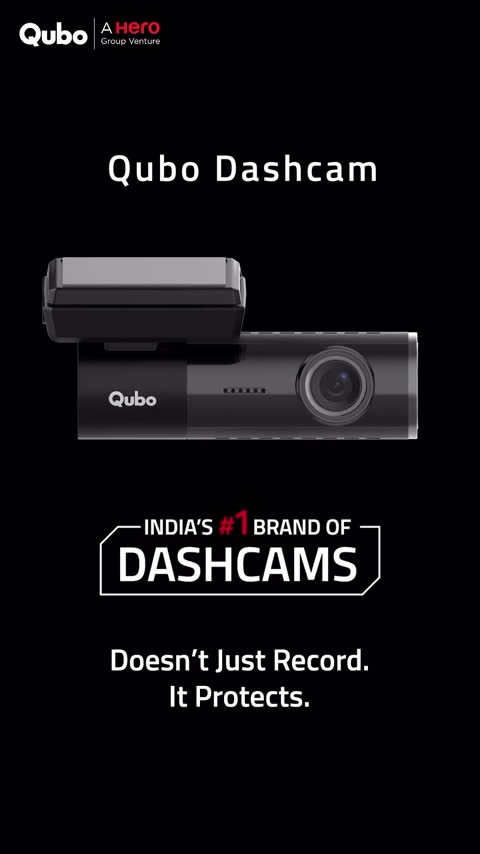 Qubo
A Hero
Group Venture
Qubo Dashcam
Qubo
INDIA'S #1 BRAND OF
DASHCAMS
Doesn't Just Record.
It Protects.